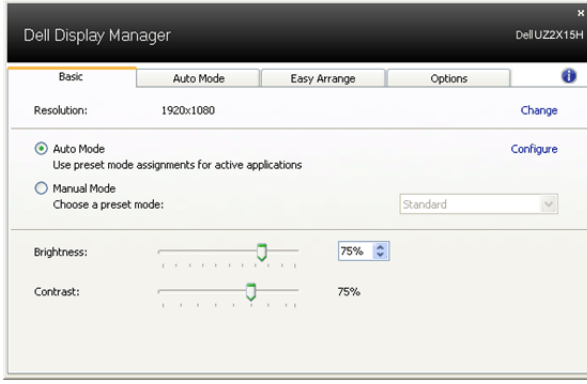 Dell Display Manager
Dell UZ2X15H
Basic
Auto Mode
Easy Arrange
Options
Resolution:
1920x1080
Change
Auto Mode
Configure
Use preset mode assignments for active applications
Manual Mode
Choose a preset mode:
Standard
Brightness:
75%
Contrast:
75%